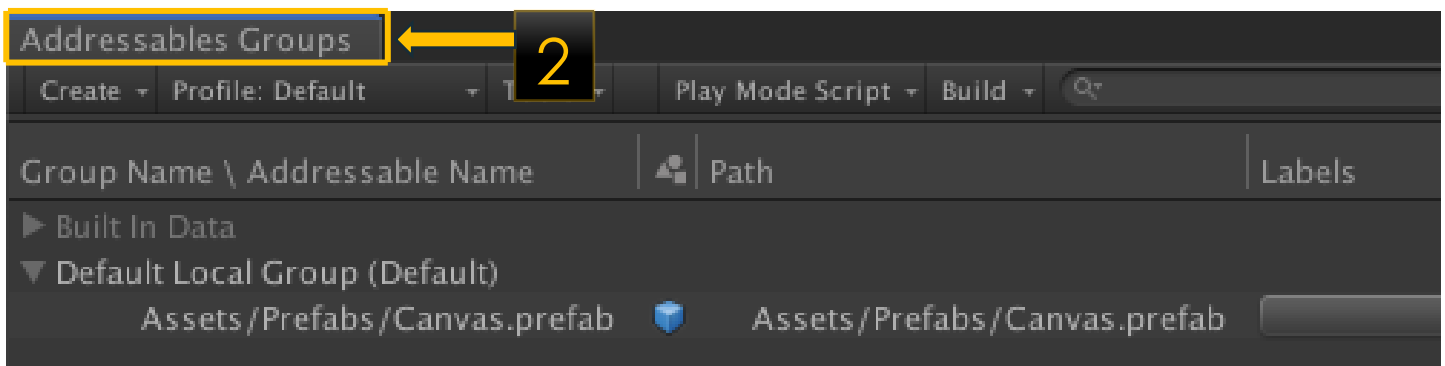 Addressables Groups
2
Create Profile: Default Play Mode Script Build
Group Name \ Addressable Name Path Labels
Built In Data
Default Local Group (Default)
Assets/Prefabs/Canvas.prefab Assets/Prefabs/Canvas.prefab